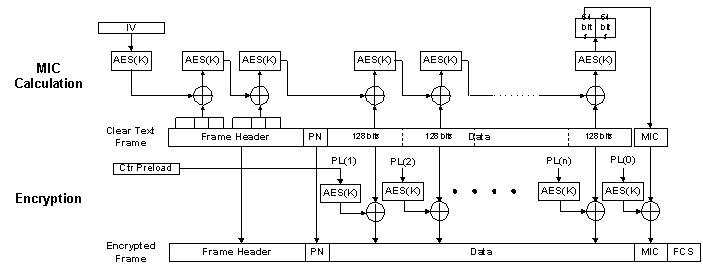 IV
64 bits
64 bits
AES(K)
AES(K)
AES(K)
AES(K)
AES(K)
AES(K)
MIC
Calculation
Clear Text
Frame
Frame Header
PN
128 bits
128 bits
Data
128 bits
MIC
Ctr Preload
PL(1)
PL(2)
PL(n)
PL(0)
AES(K)
AES(K)
AES(K)
AES(K)
Encryption
Encrypted
Frame
Frame Header
PN
Data
MIC
FCS